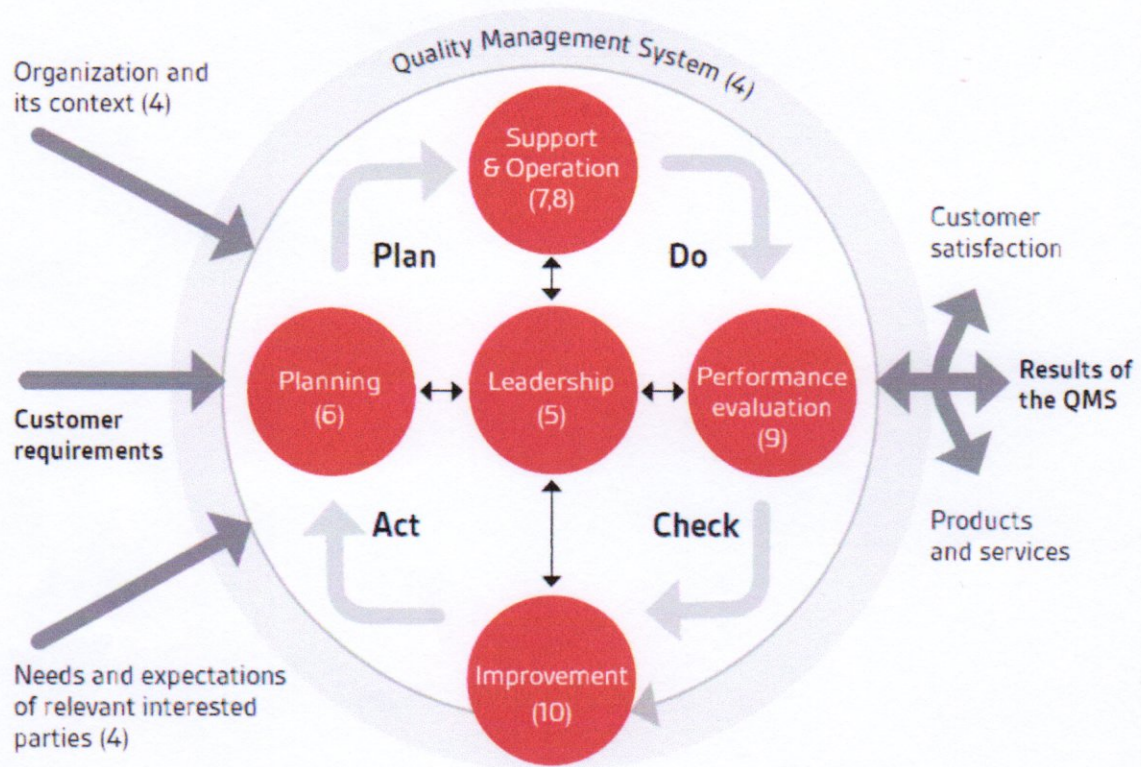 Quality Management System (4)
Organization and
its context (4)
Support
& Operation
(7,8)
Customer
satisfaction
Plan
Do
Planning
(6)
Leadership
(5)
Performance
evaluation
(9)
Results of
the QMS
Customer
requirements
Act
Check
Products
and services
Improvement
(10)
Needs and expectations
of relevant interested
parties (4)